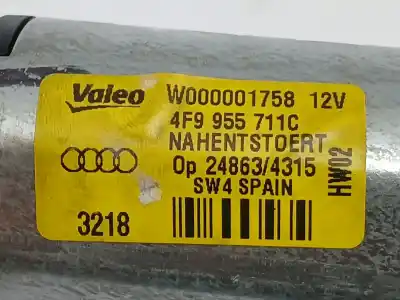 Valeo W000001758 12V
4F9 955 711C
NAHENTSTOERT
Op 24863/4315
SW4 SPAIN
3218
HW02